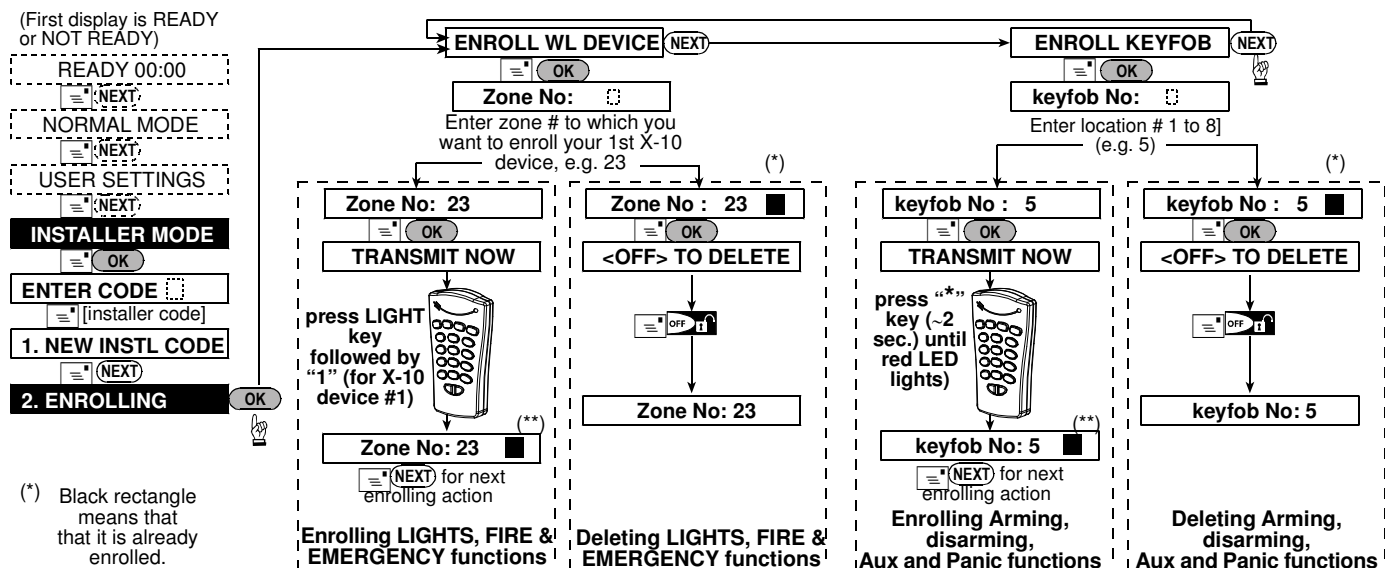 (First display is READY
or NOT READY)
READY 00:00
NEXT
NORMAL MODE
NEXT
USER SETTINGS
NEXT
INSTALLER MODE
OK
ENTER CODE
[installer code]
1. NEW INSTL CODE
NEXT
2. ENROLLING
OK
(*) Black rectangle
means that
that it is already
enrolled.
ENROLL WL DEVICE NEXT
OK
Zone No:
Enter zone # to which you
want to enroll your 1st X-10
device, e.g. 23
Zone No: 23
OK
TRANSMIT NOW
press LIGHT
key
followed by
“1” (for X-10
device #1)
(**)
Zone No: 23
NEXT for next
enrolling action
Enrolling LIGHTS, FIRE &
EMERGENCY functions
(*)
Zone No : 23
OK
<OFF> TO DELETE
OFF
Zone No: 23
Deleting LIGHTS, FIRE &
EMERGENCY functions
ENROLL KEYFOB NEXT
OK
keyfob No:
Enter location # 1 to 8]
(e.g. 5)
keyfob No : 5
OK
TRANSMIT NOW
press “*”
key (~2
sec.) until
red LED
lights)
(**)
keyfob No: 5
NEXT for next
enrolling action
Enrolling Arming,
disarming,
Aux and Panic functions
(*)
keyfob No : 5
OK
<OFF> TO DELETE
OFF
keyfob No: 5
Deleting Arming,
disarming,
Aux and Panic functions